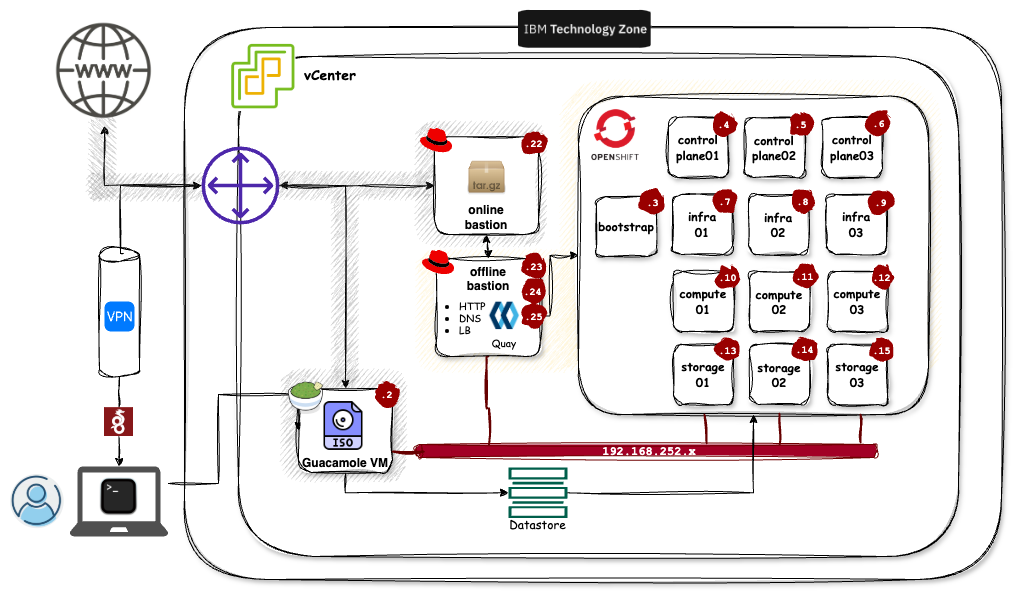 IBM Technology Zone
WWW
vCenter
.22
tar.gz
online
bastion
offline
bastion
.23
.24
.25
HTTP
DNS
LB
Quay
OPENSHIFT
.4
control
plane01
.5
control
plane02
.6
control
plane03
.3
bootstrap
.7
infra
01
.8
infra
02
.9
infra
03
.10
compute
01
.11
compute
02
.12
compute
03
.13
storage
01
.14
storage
02
.15
storage
03
VPN
.2
ISO
Guacamole VM
192.168.252.x
>_
Datastore